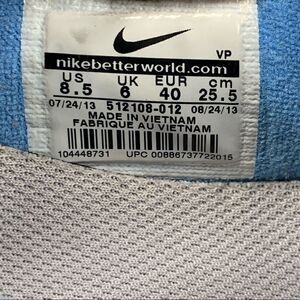 VP
nikebetterworld.com
US UK EUR cm
8.5 6 40 25.5
07/24/13 512108-012 08/24/13
MADE IN VIETNAM
FABRIQUE AU VIETNAM
104448731 UPC 00886737722015